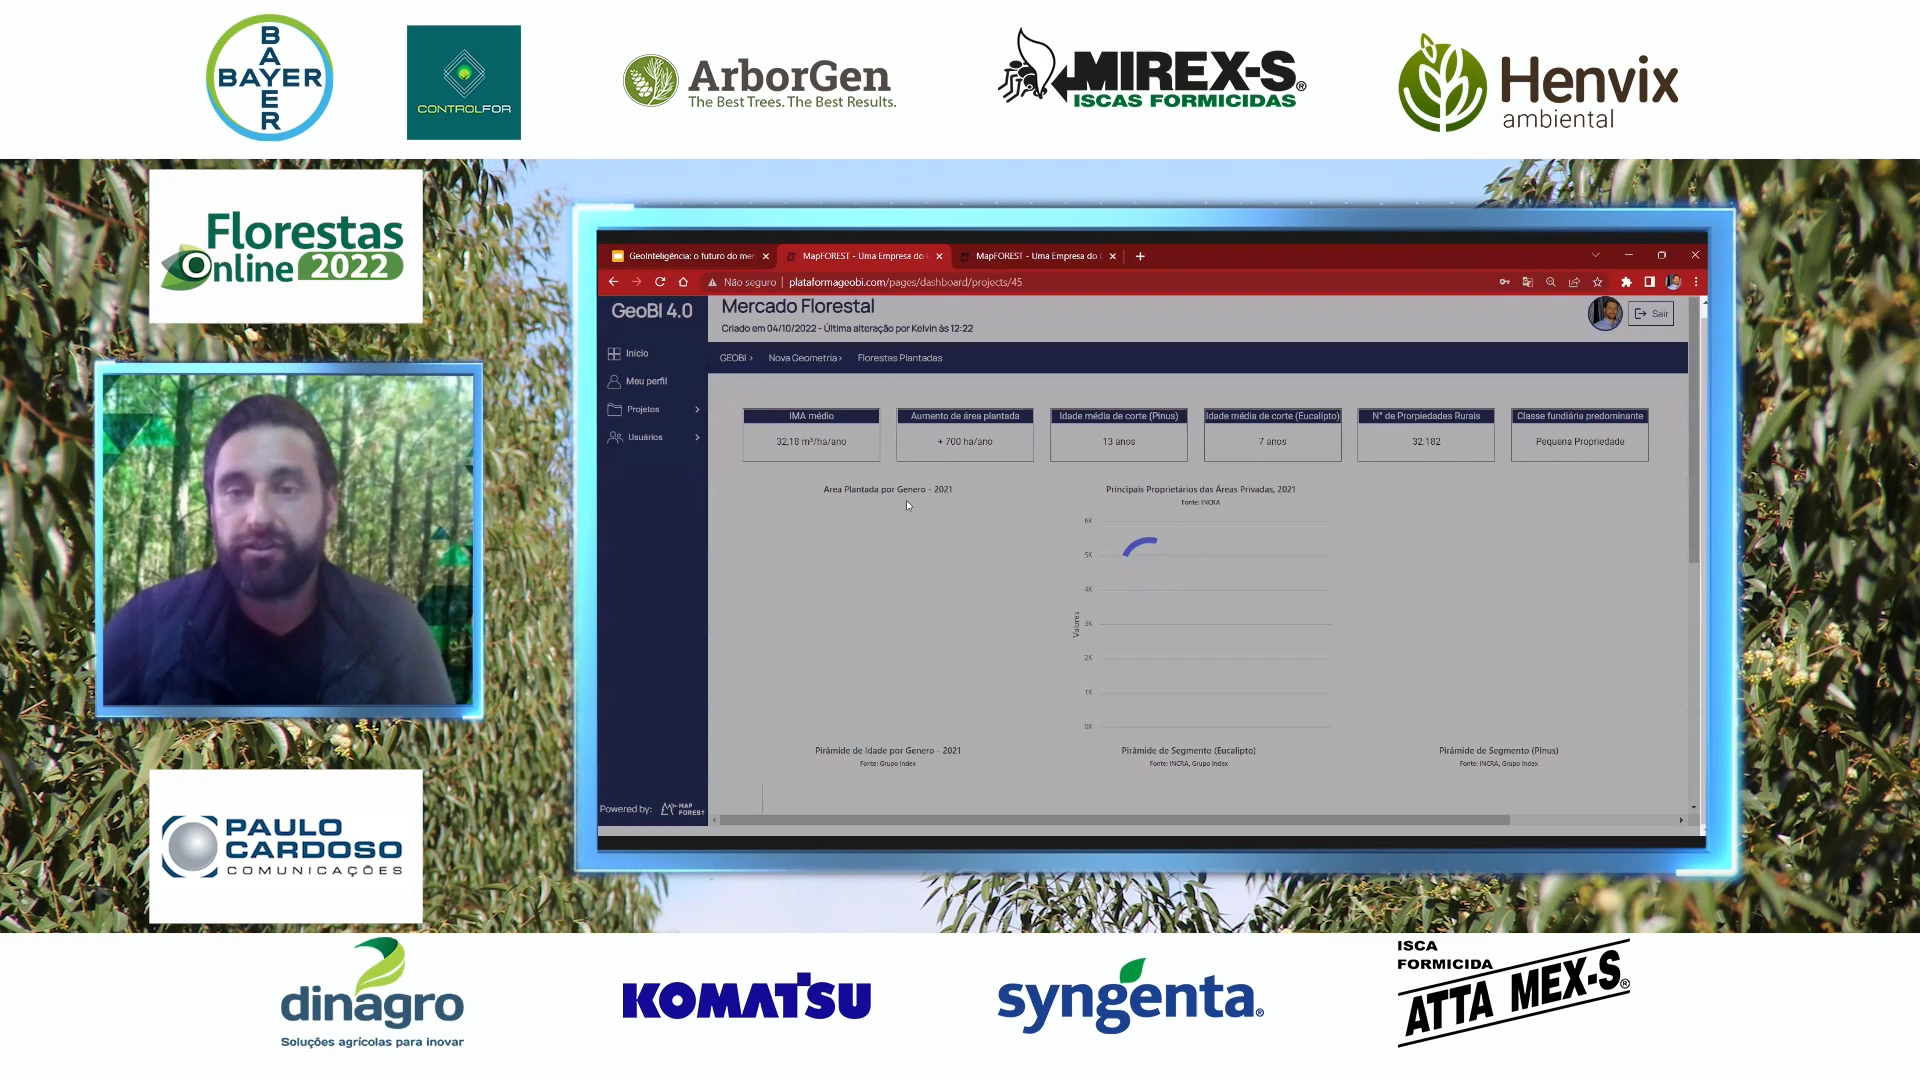 BAYER
BAYER
CONTROLFOR
ArborGen
The Best Trees. The Best Results.
MIREX-S®
ISCAS FORMICIDAS
Henvix
ambiental
Florestas
Online 2022
GeoInteligência: o futuro do mer
MapFOREST - Uma Empresa do
MapFOREST - Uma Empresa do
Não seguro | plataformageobi.com/pages/dashboard/projects/45
GeoBI 4.0
Mercado Florestal
Criado em 04/10/2022 - Última alteração por Kelvin às 12:22
Sair
Início
Meu perfil
Projetos
Usuários
GEOBI > Nova Geometria > Florestas Plantadas
IMA médio
32,18 m³/ha/ano
Aumento de área plantada
+ 700 ha/ano
Idade média de corte (Pinus)
13 anos
Idade média de corte (Eucalipto)
7 anos
N° de Prorpiedades Rurais
32.182
Classe fundiária predominante
Pequena Propriedade
Area Plantada por Genero - 2021
Principais Proprietários das Áreas Privadas, 2021
Fonte: INCRA
Valores
6K
5K
4K
3K
2K
1K
0K
Pirâmide de Idade por Genero - 2021
Fonte: Grupo Index
Pirâmide de Segmento (Eucalipto)
Fonte: INCRA, Grupo Index
Pirâmide de Segmento (Pinus)
Fonte: INCRA, Grupo Index
Powered by: MAP
FOREST
PAULO
CARDOSO
COMUNICAÇÕES
dinagro
Soluções agrícolas para inovar
KOMATSU
syngenta®
ISCA
FORMICIDA
ATTA MEX-S®